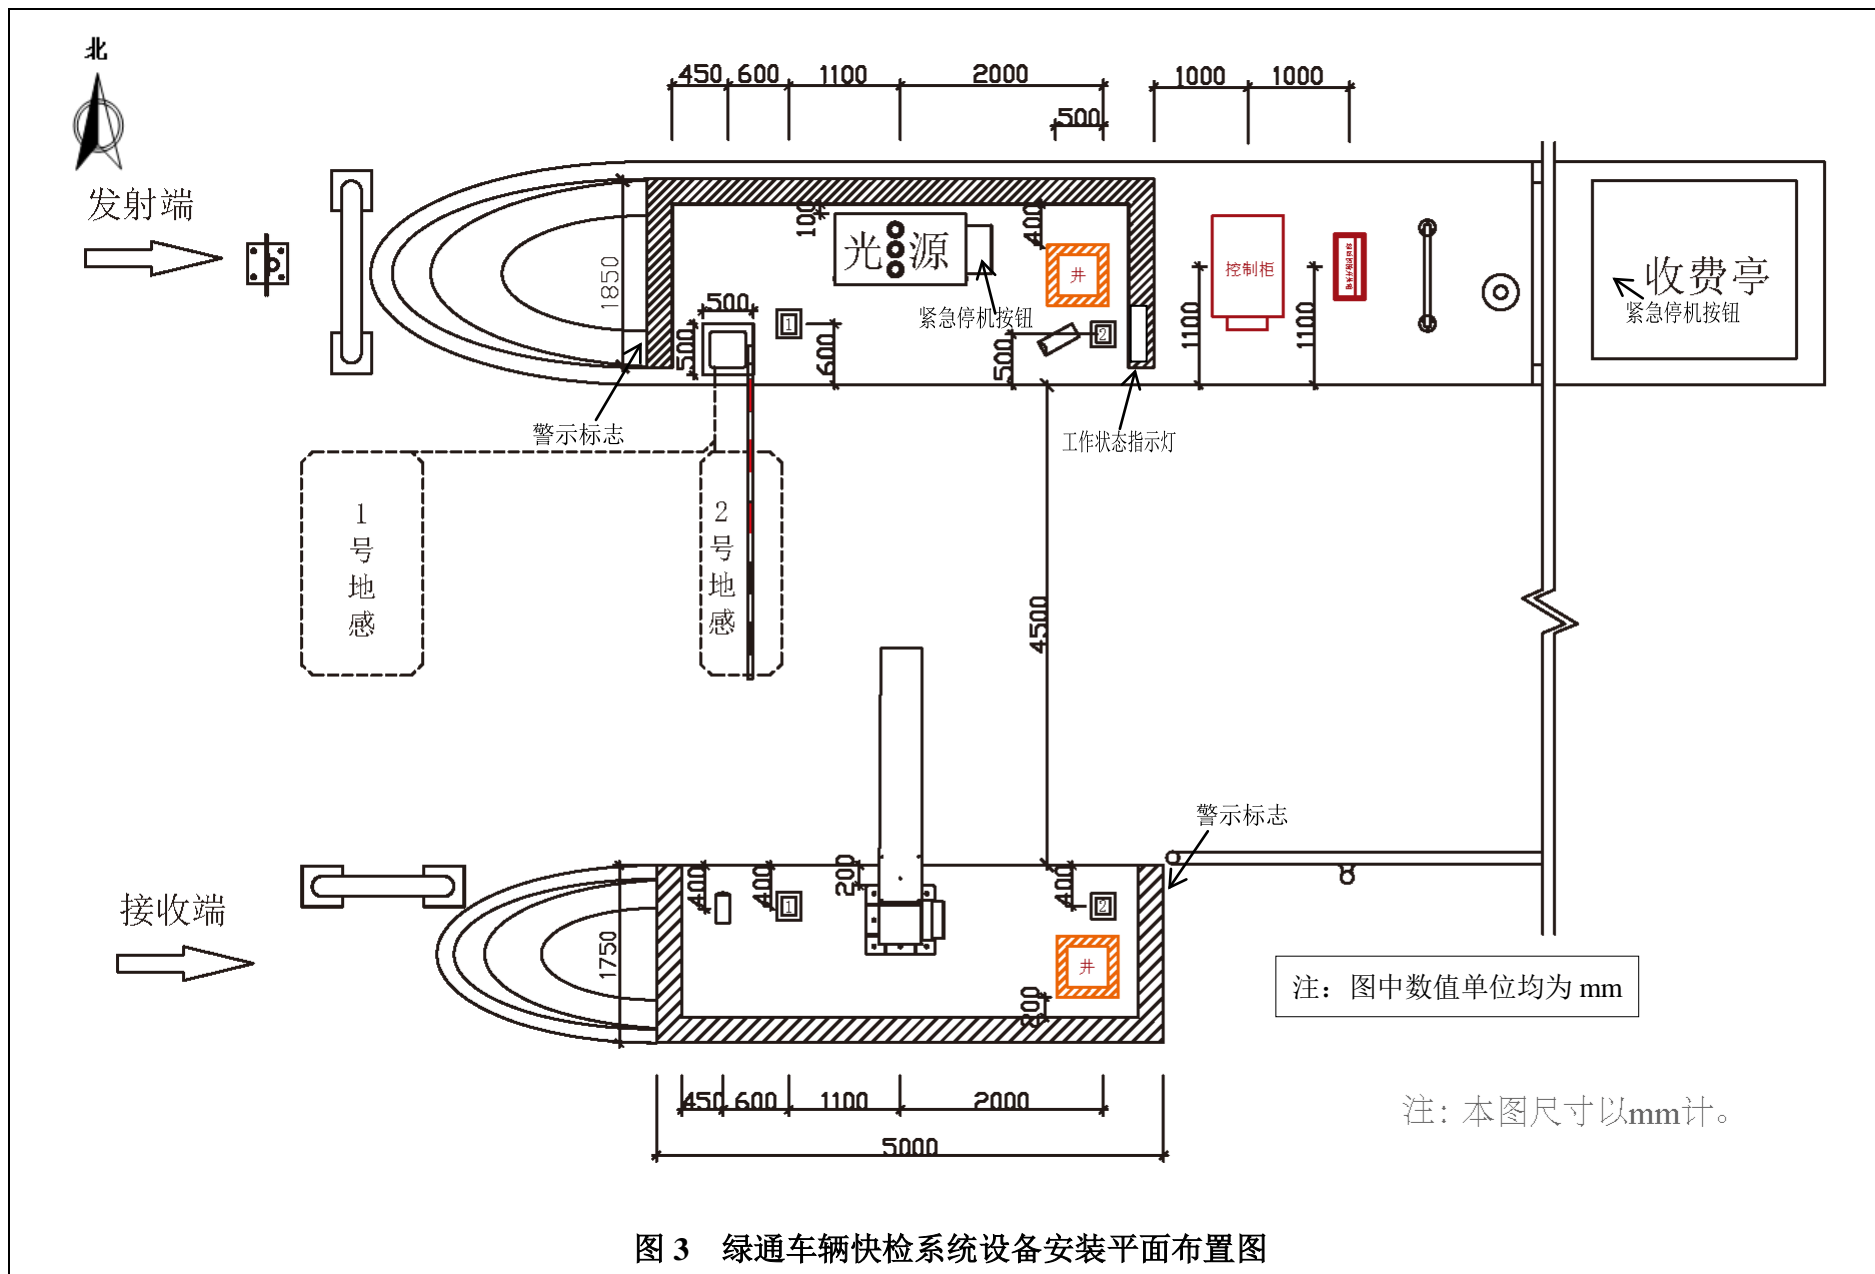 北
450 600 1100 2000 1000 1000
500
发射端
100
400
光 源
井
控制柜
收费亭
紧急停机按钮
紧急停机按钮
1850
500
500
1
600
500
2
1100
1100
警示标志
工作状态指示灯
1号地感
2号地感
4500
警示标志
接收端
400
400
200
400
1
2
1750
井
200
注：图中数值单位均为 mm
450 600 1100 2000
5000
注：本图尺寸以mm计。
图 3 绿通车辆快检系统设备安装平面布置图